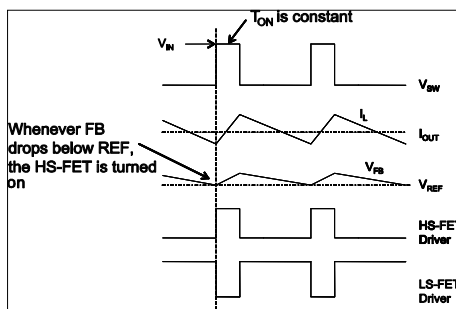 T_ON is constant
V_IN
V_SW
I_L
I_OUT
Whenever FB
drops below REF,
the HS-FET is turned
on
V_FB
V_REF
HS-FET
Driver
LS-FET
Driver